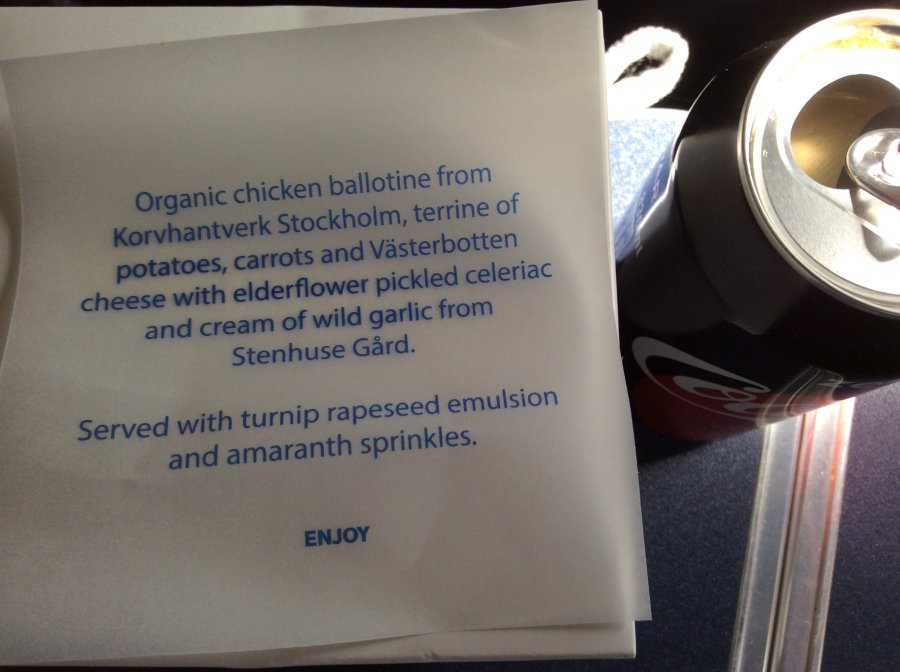 Organic chicken ballotine from
Korvhantverk Stockholm, terrine of
potatoes, carrots and Västerbotten
cheese with elderflower pickled celeriac
and cream of wild garlic from
Stenhuse Gård.
Served with turnip rapeseed emulsion
and amaranth sprinkles.
ENJOY